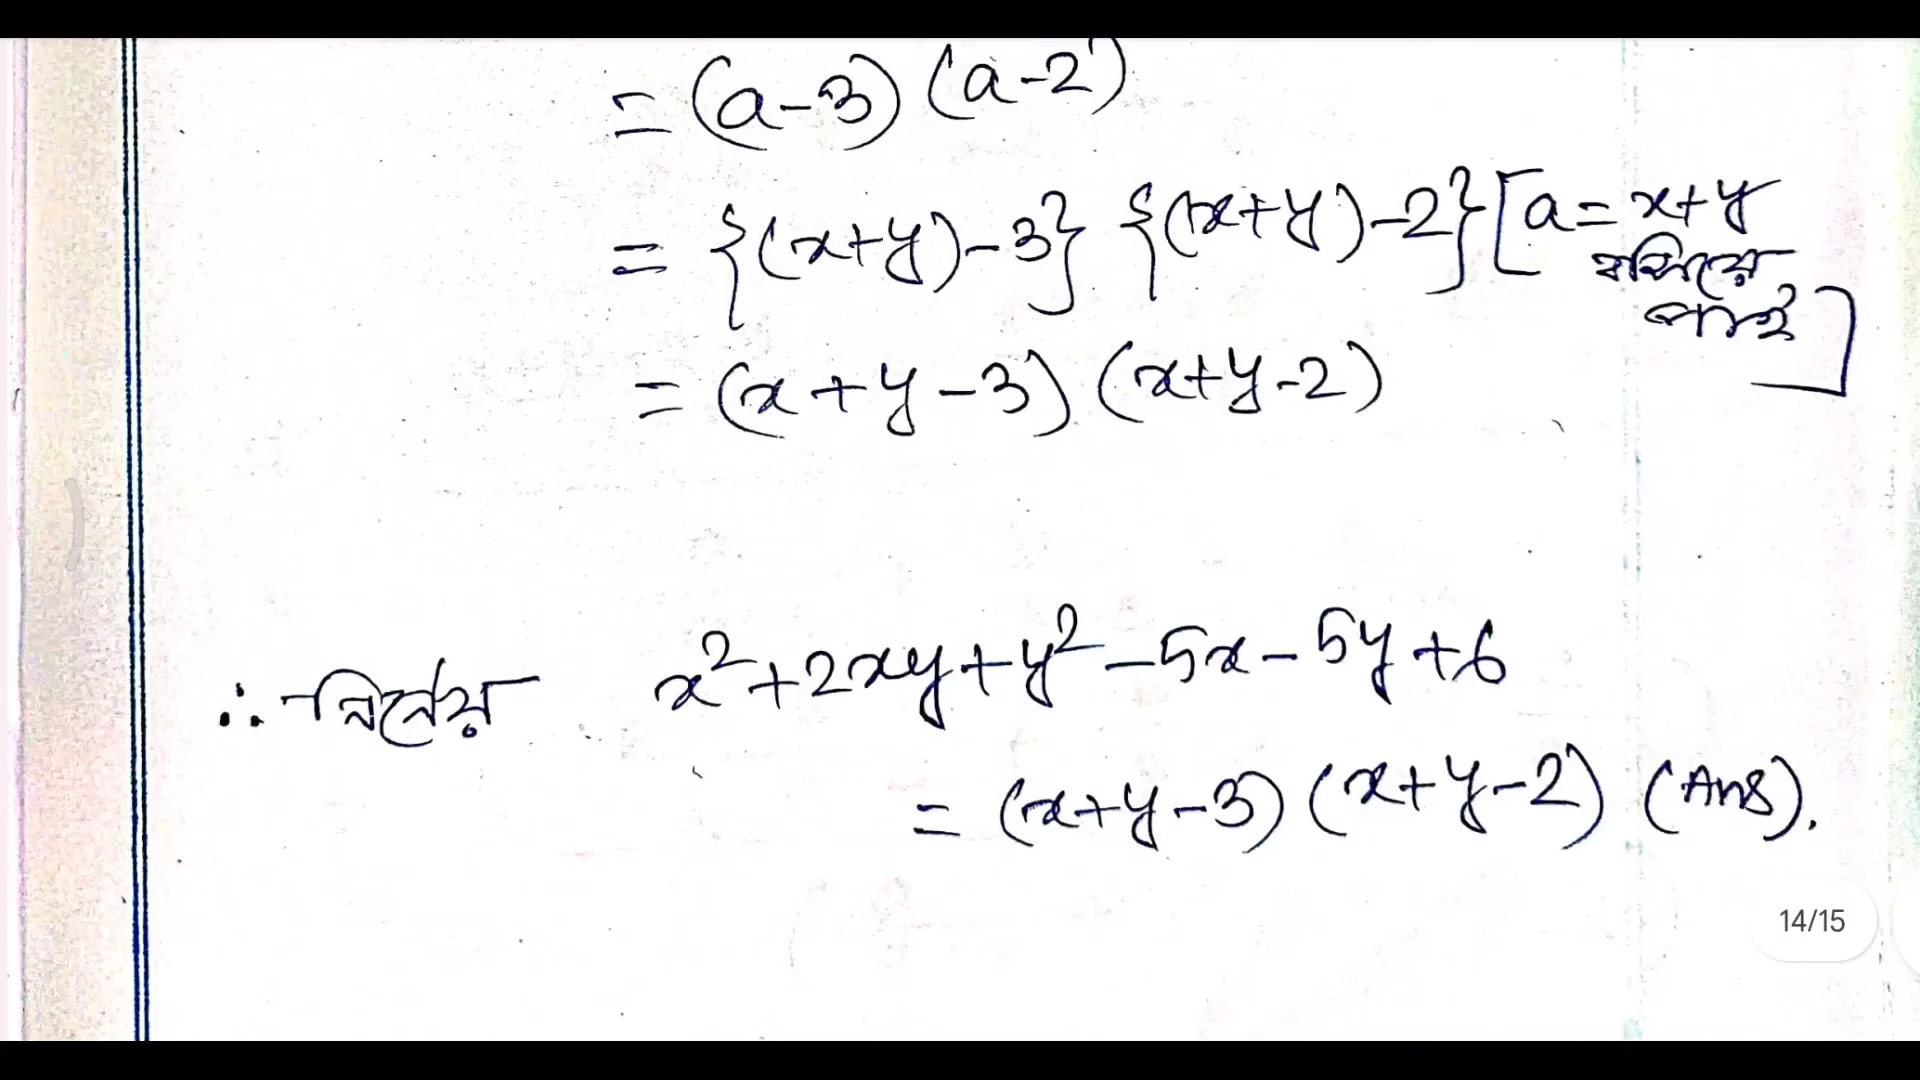 = (a-3) (a-2)
= {(x+y)-3} {(x+y)-2} [a = x+y
বসিয়ে
পাই]
= (x+y-3) (x+y-2)
∴ নির্ণেয় x²+2xy+y²-5x-5y+6
= (x+y-3) (x+y-2) (Ans).
14/15